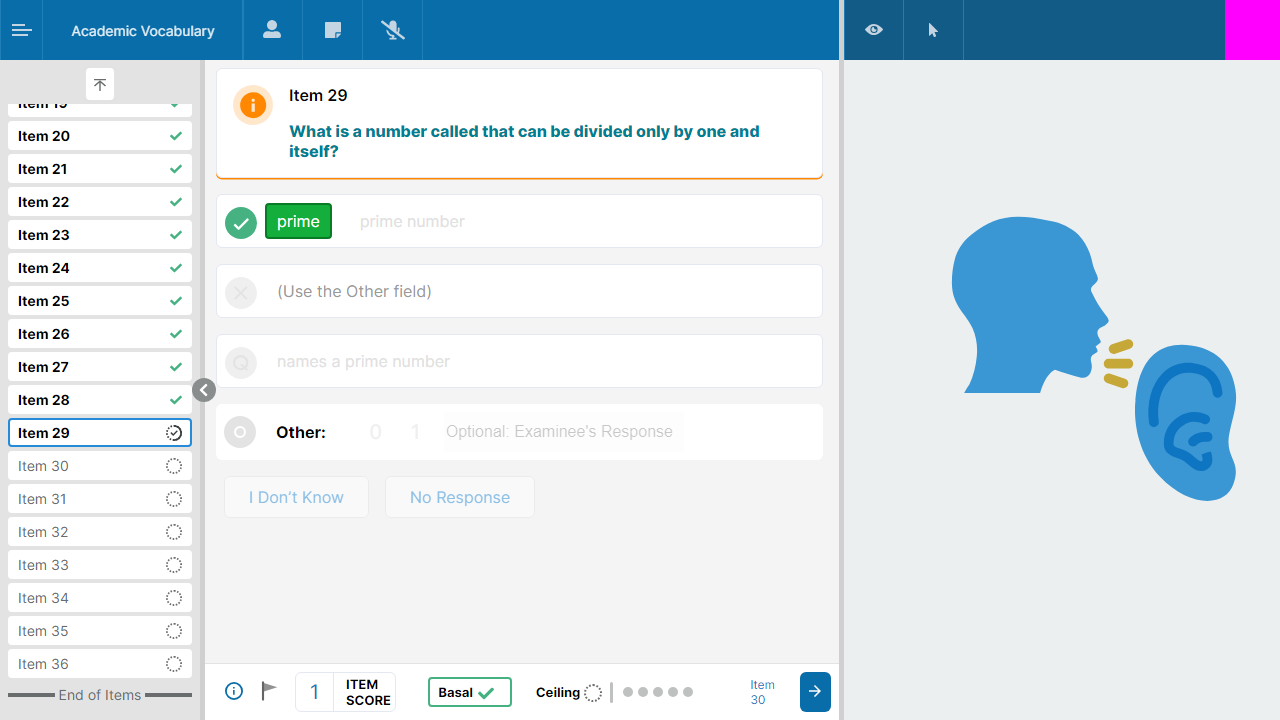 Academic Vocabulary
Item 19
Item 20
Item 21
Item 22
Item 23
Item 24
Item 25
Item 26
Item 27
Item 28
Item 29
Item 30
Item 31
Item 32
Item 33
Item 34
Item 35
Item 36
End of Items
Item 29
What is a number called that can be divided only by one and
itself?
prime prime number
(Use the Other field)
Q names a prime number
O Other: 0 1 Optional: Examinee's Response
I Don't Know No Response
1 ITEM
SCORE
Basal
Ceiling
Item
30